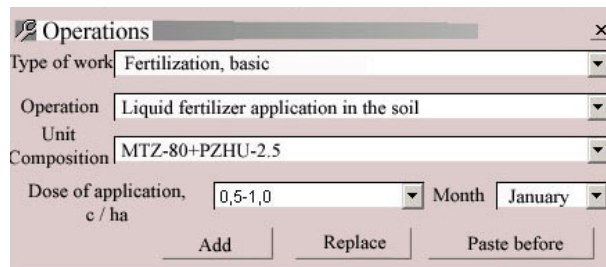 Operations
Type of work Fertilization, basic
Operation Liquid fertilizer application in the soil
Unit
Composition MTZ-80+PZHU-2.5
Dose of application,
c / ha 0,5-1,0 Month January
Add Replace Paste before